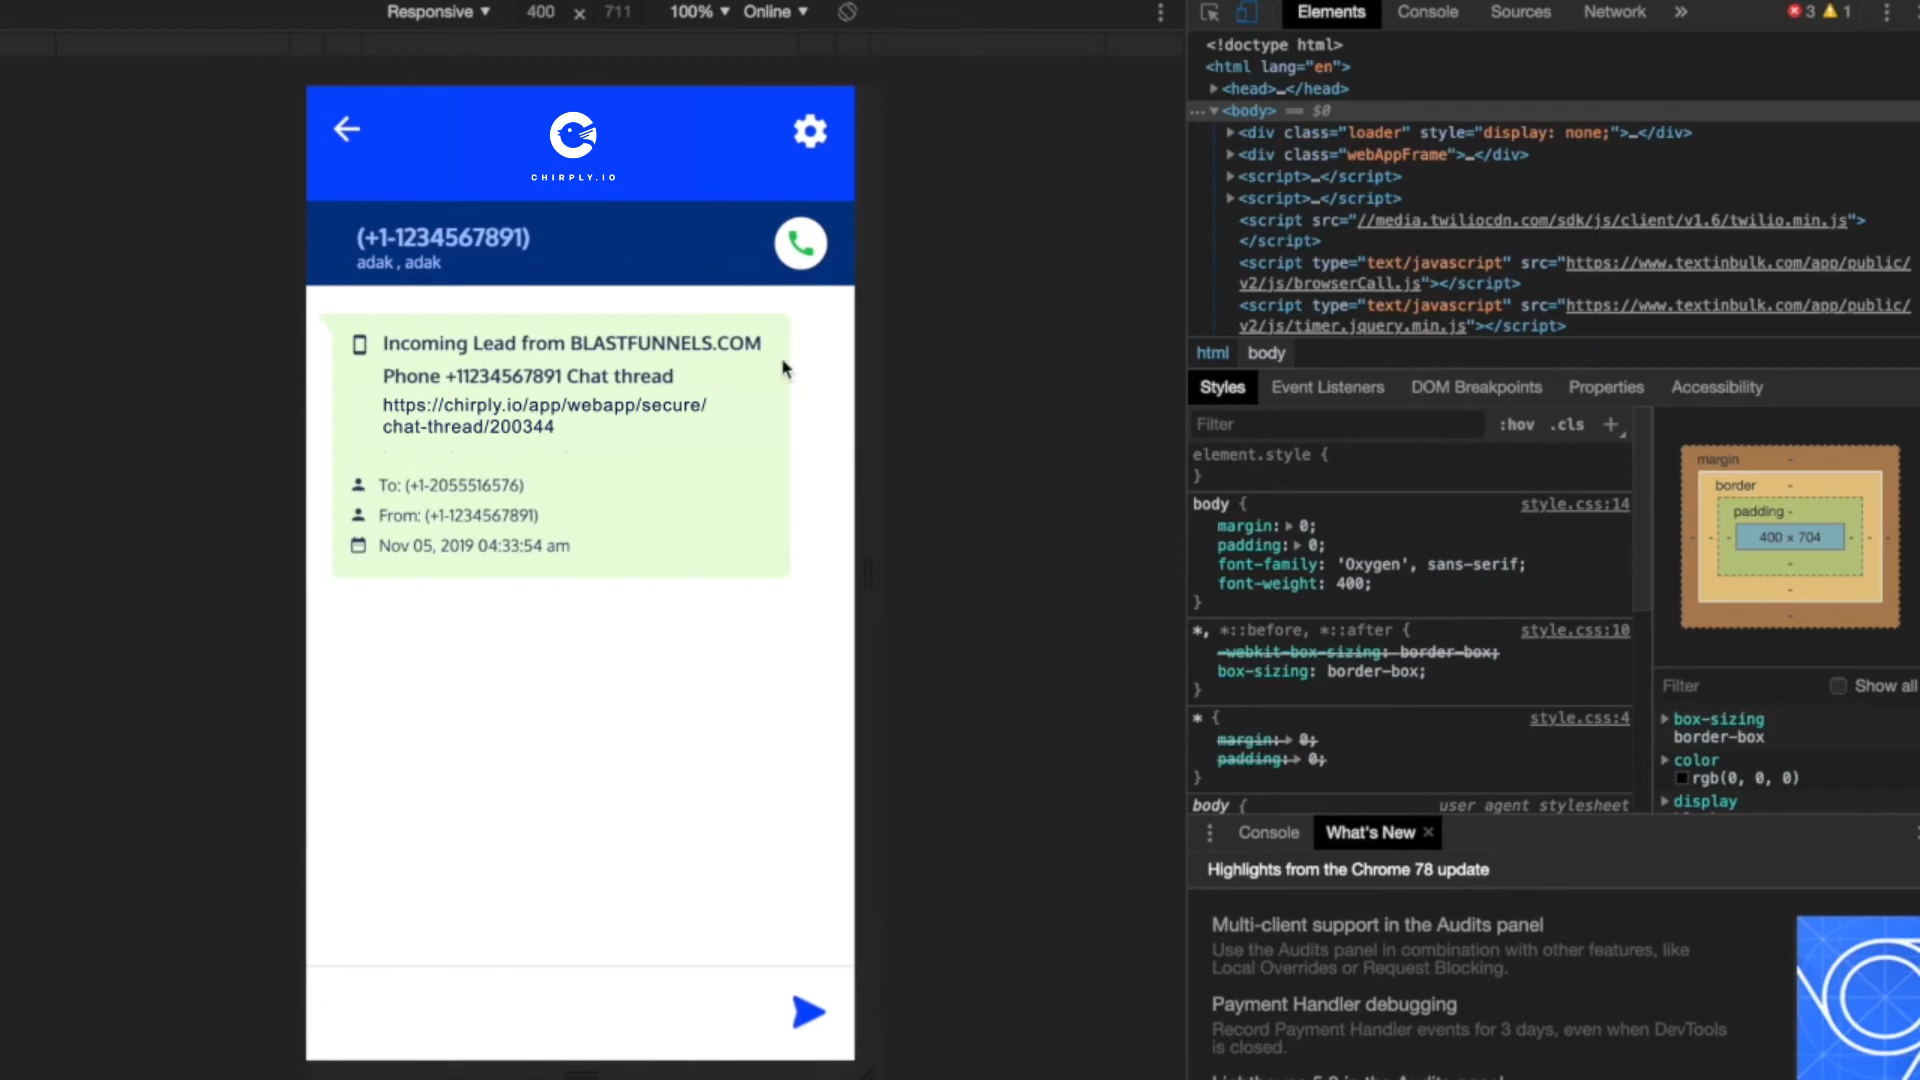 Responsive ▼ 400 × 711 100% ▼ Online ▼
Elements Console Sources Network » 3 1
CHIRPLY.IO
(+1-1234567891)
adak , adak
Incoming Lead from BLASTFUNNELS.COM
Phone +11234567891 Chat thread
https://chirply.io/app/webapp/secure/
chat-thread/200344
To: (+1-2055516576)
From: (+1-1234567891)
Nov 05, 2019 04:33:54 am
<!doctype html>
<html lang="en">
<head>…</head>
<body> == $0
<div class="loader" style="display: none;">…</div>
<div class="webAppFrame">…</div>
<script>…</script>
<script>…</script>
<script src="//media.twiliocdn.com/sdk/js/client/v1.6/twilio.min.js">
</script>
<script type="text/javascript" src="https://www.textinbulk.com/app/public/
v2/js/browserCall.js"></script>
<script type="text/javascript" src="https://www.textinbulk.com/app/public/
v2/js/timer.jquery.min.js"></script>
html body
Styles Event Listeners DOM Breakpoints Properties Accessibility
Filter :hov .cls +
element.style {
}
body { style.css:14
margin: 0;
padding: 0;
font-family: 'Oxygen', sans-serif;
font-weight: 400;
}
*, *::before, *::after { style.css:10
-webkit-box-sizing: border-box;
box-sizing: border-box;
}
* { style.css:4
margin: 0;
padding: 0;
}
body { user agent stylesheet
margin -
border -
padding -
400 × 704
Filter Show all
box-sizing
border-box
color
rgb(0, 0, 0)
display
Console What's New ×
Highlights from the Chrome 78 update
Multi-client support in the Audits panel
Use the Audits panel in combination with other features, like
Local Overrides or Request Blocking.
Payment Handler debugging
Record Payment Handler events for 3 days, even when DevTools
is closed.